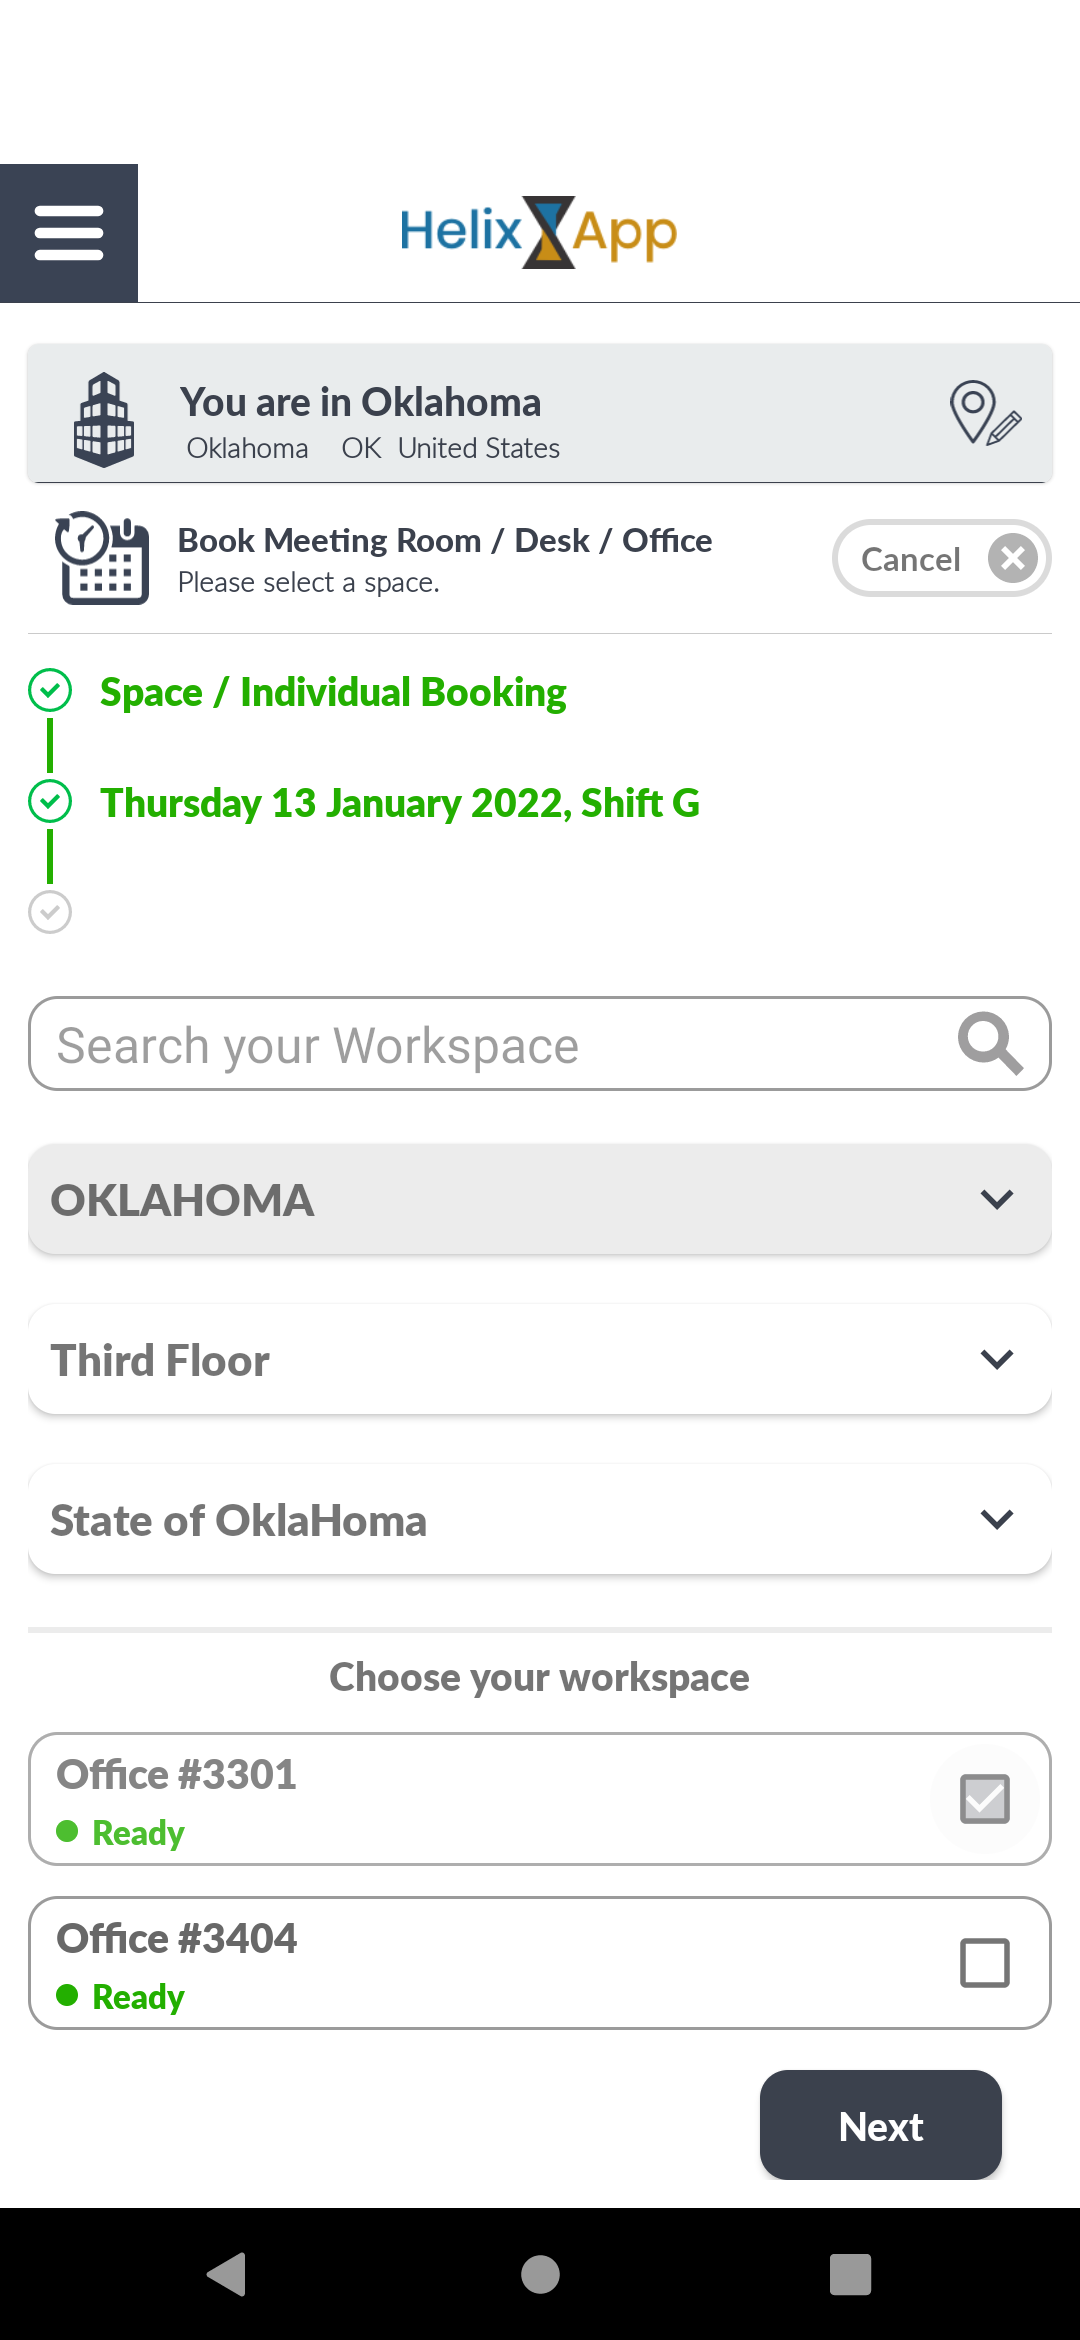 Helix App
You are in Oklahoma
Oklahoma OK United States
Book Meeting Room / Desk / Office
Please select a space.
Cancel
Space / Individual Booking
Thursday 13 January 2022, Shift G
Search your Workspace
OKLAHOMA
Third Floor
State of OklaHoma
Choose your workspace
Office #3301
Ready
Office #3404
Ready
Next